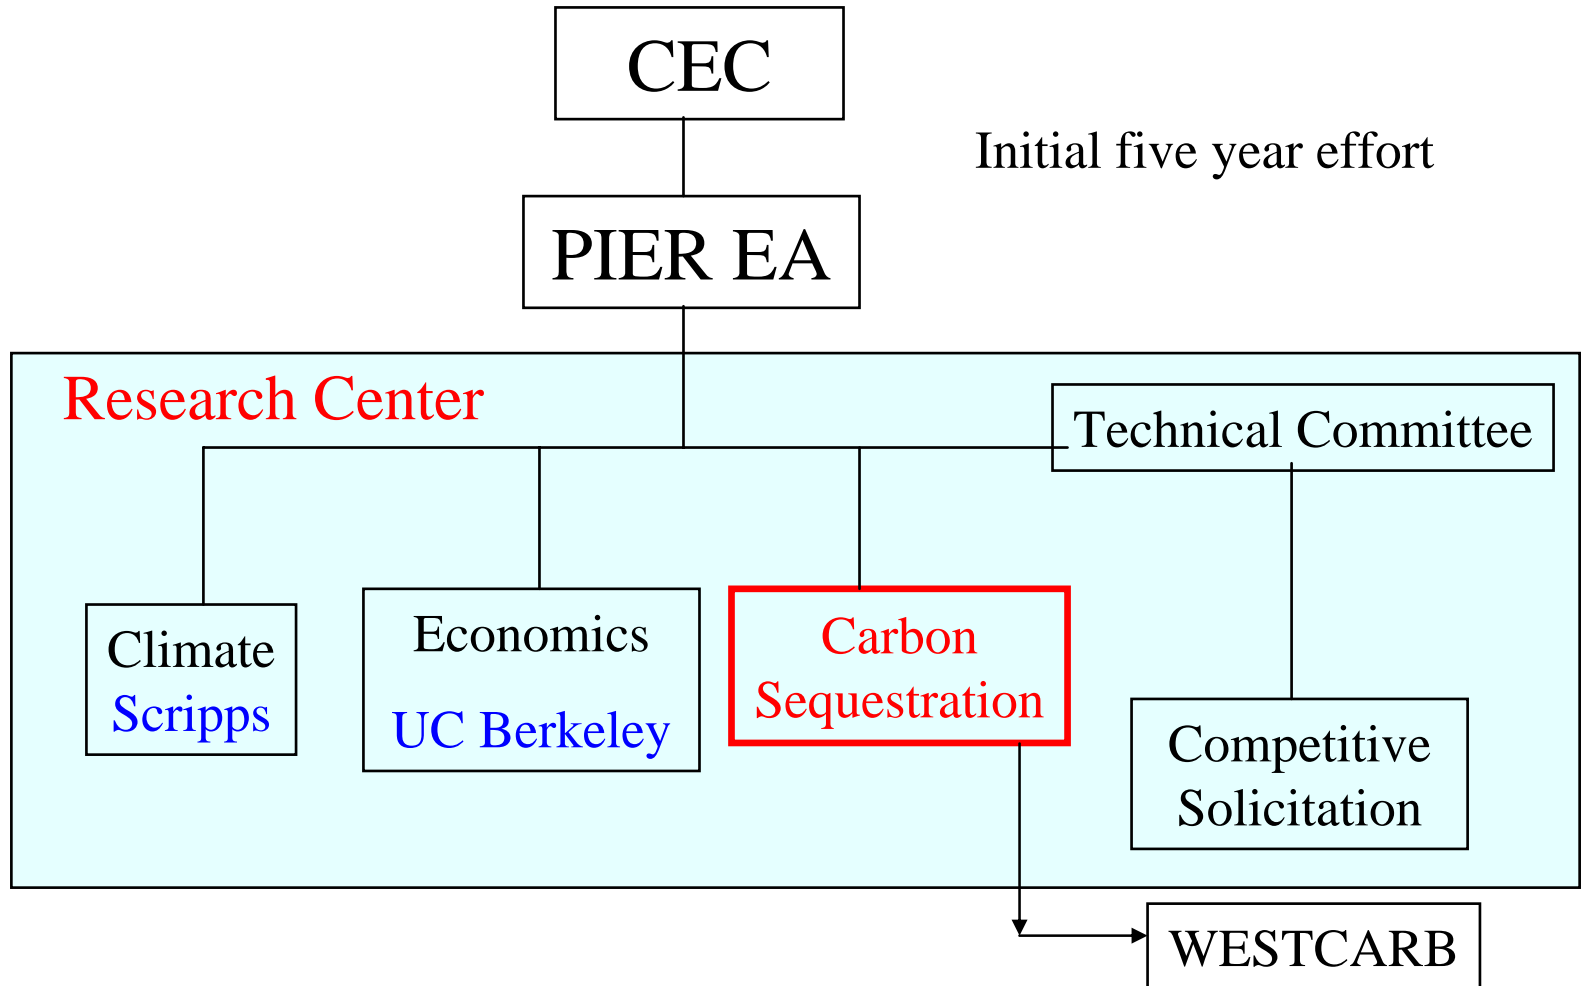 CEC
Initial five year effort
PIER EA
Research Center
Technical Committee
Climate
Scripps
Economics
UC Berkeley
Carbon
Sequestration
Competitive
Solicitation
WESTCARB